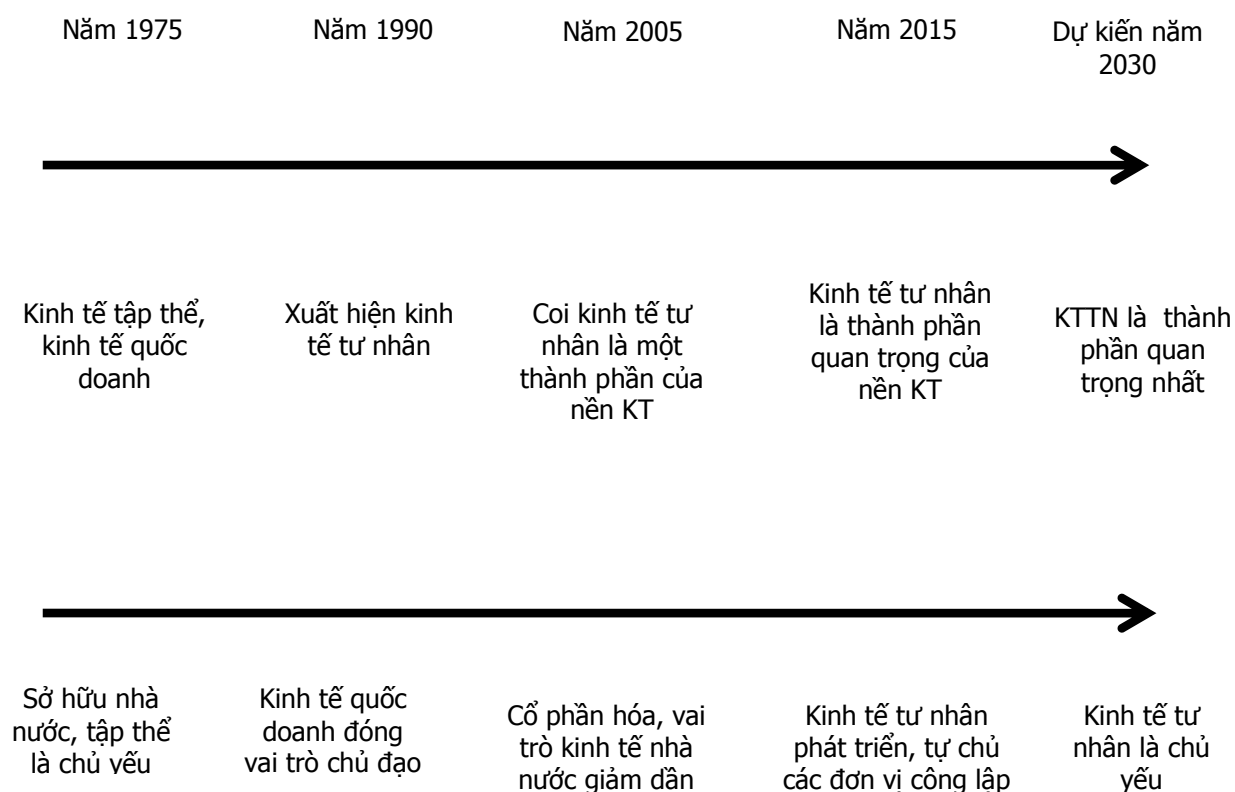 Năm 1975
Năm 1990
Năm 2005
Năm 2015
Dự kiến năm
2030
Kinh tế tập thể,
kinh tế quốc
doanh
Xuất hiện kinh
tế tư nhân
Coi kinh tế tư
nhân là một
thành phần của
nền KT
Kinh tế tư nhân
là thành phần
quan trọng của
nền KT
KTTN là thành
phần quan
trọng nhất
Sở hữu nhà
nước, tập thể
là chủ yếu
Kinh tế quốc
doanh đóng
vai trò chủ đạo
Cổ phần hóa, vai
trò kinh tế nhà
nước giảm dần
Kinh tế tư nhân
phát triển, tự chủ
các đơn vị công lập
Kinh tế tư
nhân là chủ
yếu